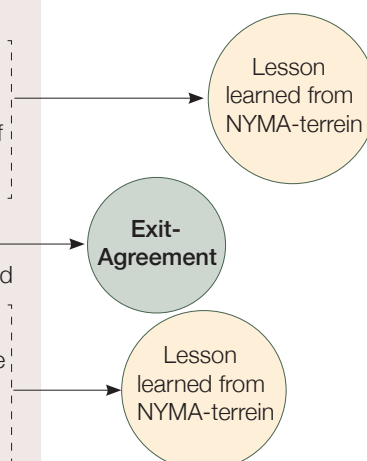 Lesson
learned from
NYMA-terrein
f
Exit-
Agreement
d
e
Lesson
learned from
NYMA-terrein